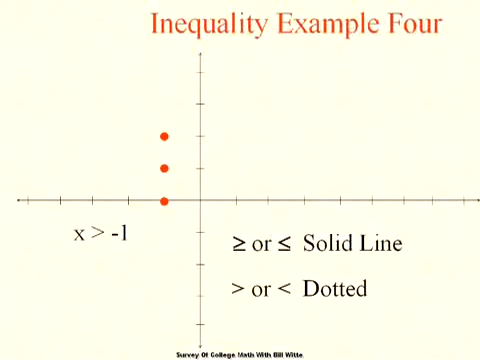 Inequality Example Four
x > -1
≥ or ≤ Solid Line
> or < Dotted
Survey Of College Math With Bill Witte